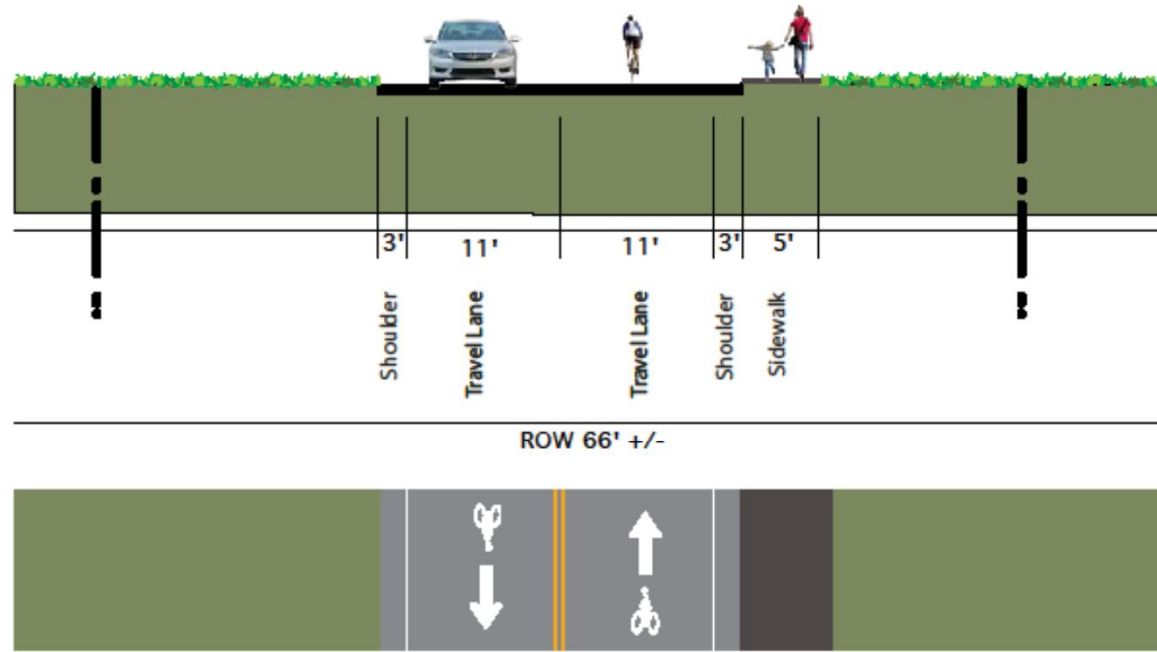 3' 11' 11' 3' 5'
Shoulder
Travel Lane
Travel Lane
Shoulder
Sidewalk
ROW 66' +/-